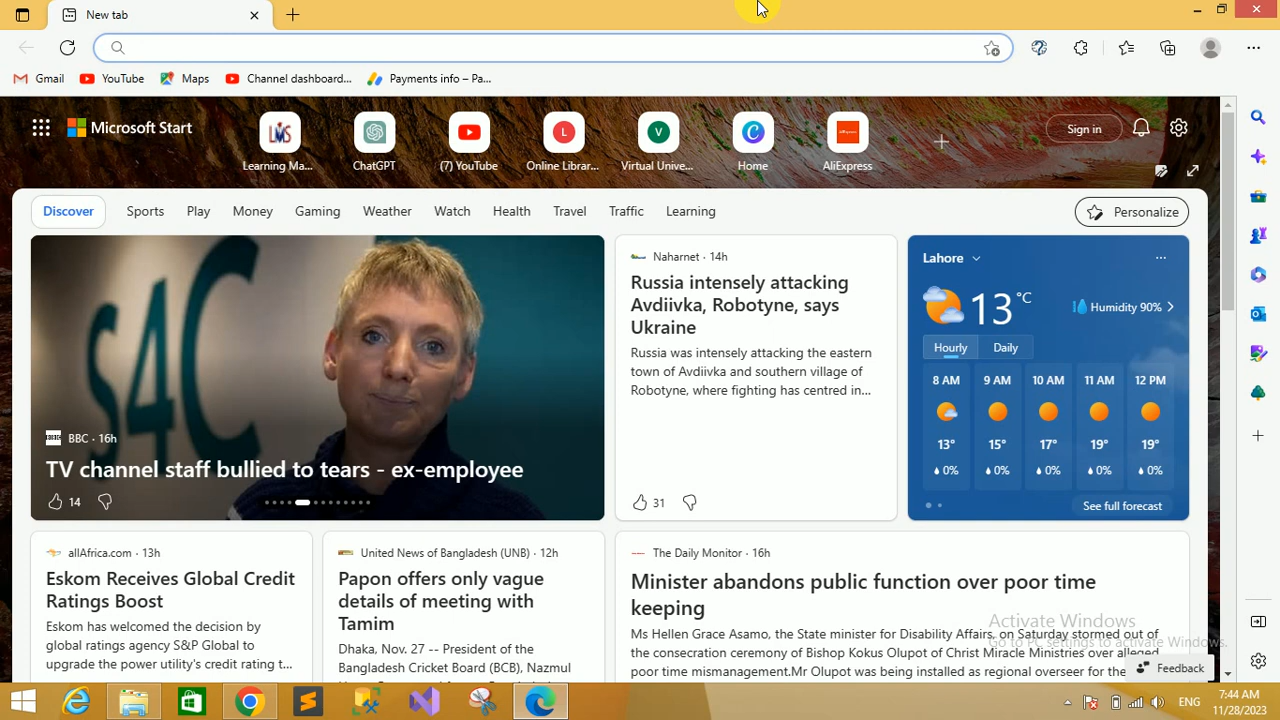 New tab
Gmail
YouTube
Maps
Channel dashboard...
Payments info – Pa...
Microsoft Start
Sign in
Learning Ma...
ChatGPT
(7) YouTube
Online Librar...
Virtual Unive...
Home
AliExpress
Discover
Sports
Play
Money
Gaming
Weather
Watch
Health
Travel
Traffic
Learning
Personalize
S4C
BBC · 16h
TV channel staff bullied to tears - ex-employee
14
Naharnet · 14h
Russia intensely attacking
Avdiivka, Robotyne, says
Ukraine
Russia was intensely attacking the eastern
town of Avdiivka and southern village of
Robotyne, where fighting has centred in...
31
Lahore
13 °C
Humidity 90%
Hourly
Daily
8 AM 9 AM 10 AM 11 AM 12 PM
13° 15° 17° 19° 19°
0% 0% 0% 0% 0%
See full forecast
allAfrica.com · 13h
Eskom Receives Global Credit
Ratings Boost
Eskom has welcomed the decision by
global ratings agency S&P Global to
upgrade the power utility's credit rating t...
United News of Bangladesh (UNB) · 12h
Papon offers only vague
details of meeting with
Tamim
Dhaka, Nov. 27 -- President of the
Bangladesh Cricket Board (BCB), Nazmul
The Daily Monitor · 16h
Minister abandons public function over poor time
keeping
Ms Hellen Grace Asamo, the State minister for Disability Affairs, on Saturday stormed out of
the consecration ceremony of Bishop Kokus Olupot of Christ Miracle Ministries over alleged
poor time mismanagement.Mr Olupot was being installed as regional overseer for the
Activate Windows
Go to PC settings to activate Windows.
Feedback
ENG
7:44 AM
11/28/2023